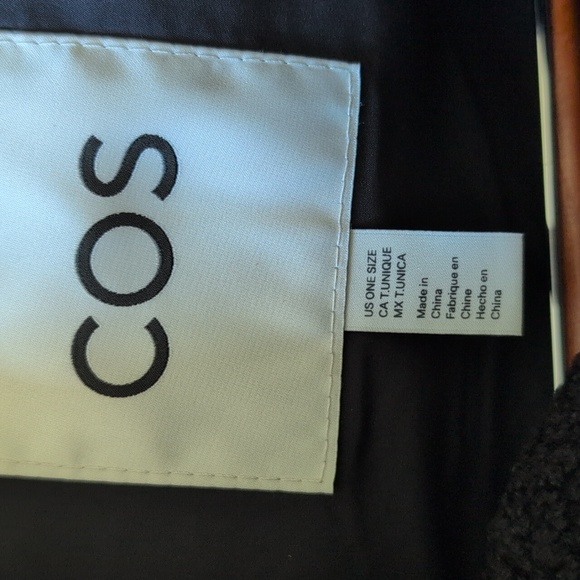 COS
US ONE SIZE
CA T.UNIQUE
MX T.UNICA
Made in
China
Fabriqué en
Chine
Hecho en
China